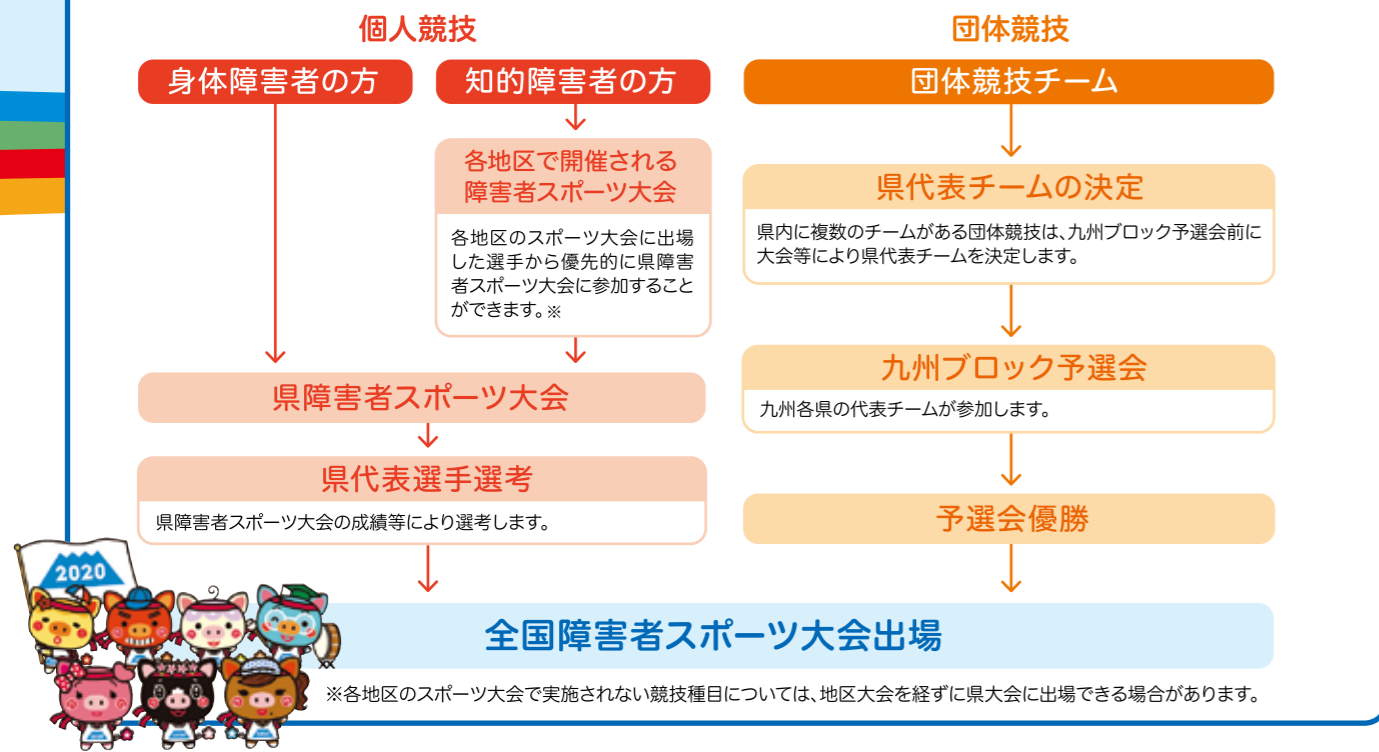 個人競技
身体障害者の方
知的障害者の方
各地区で開催される
障害者スポーツ大会
各地区のスポーツ大会に出場
した選手から優先的に県障害
者スポーツ大会に参加すること
ができます。※
県障害者スポーツ大会
県代表選手選考
県障害者スポーツ大会の成績等により選考します。
団体競技
団体競技チーム
県代表チームの決定
県内に複数のチームがある団体競技は、九州ブロック予選会前に
大会等により県代表チームを決定します。
九州ブロック予選会
九州各県の代表チームが参加します。
予選会優勝
2020
全国障害者スポーツ大会出場
※各地区のスポーツ大会で実施されない競技種目については、地区大会を経ずに県大会に出場できる場合があります。